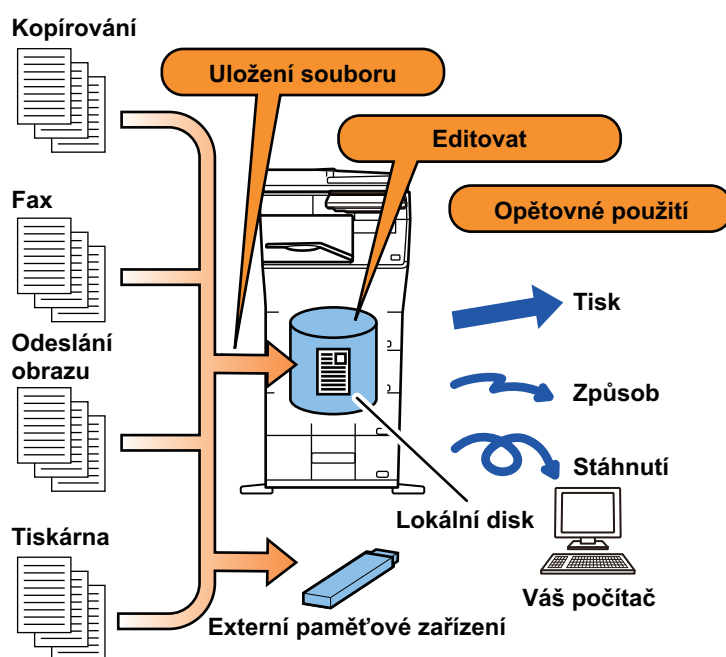 Kopírování
Uložení souboru
Editovat
Fax
Opětovné použití
Tisk
Odeslání
obrazu
Způsob
Stáhnutí
Lokální disk
Tiskárna
Váš počítač
Externí paměťové zařízení